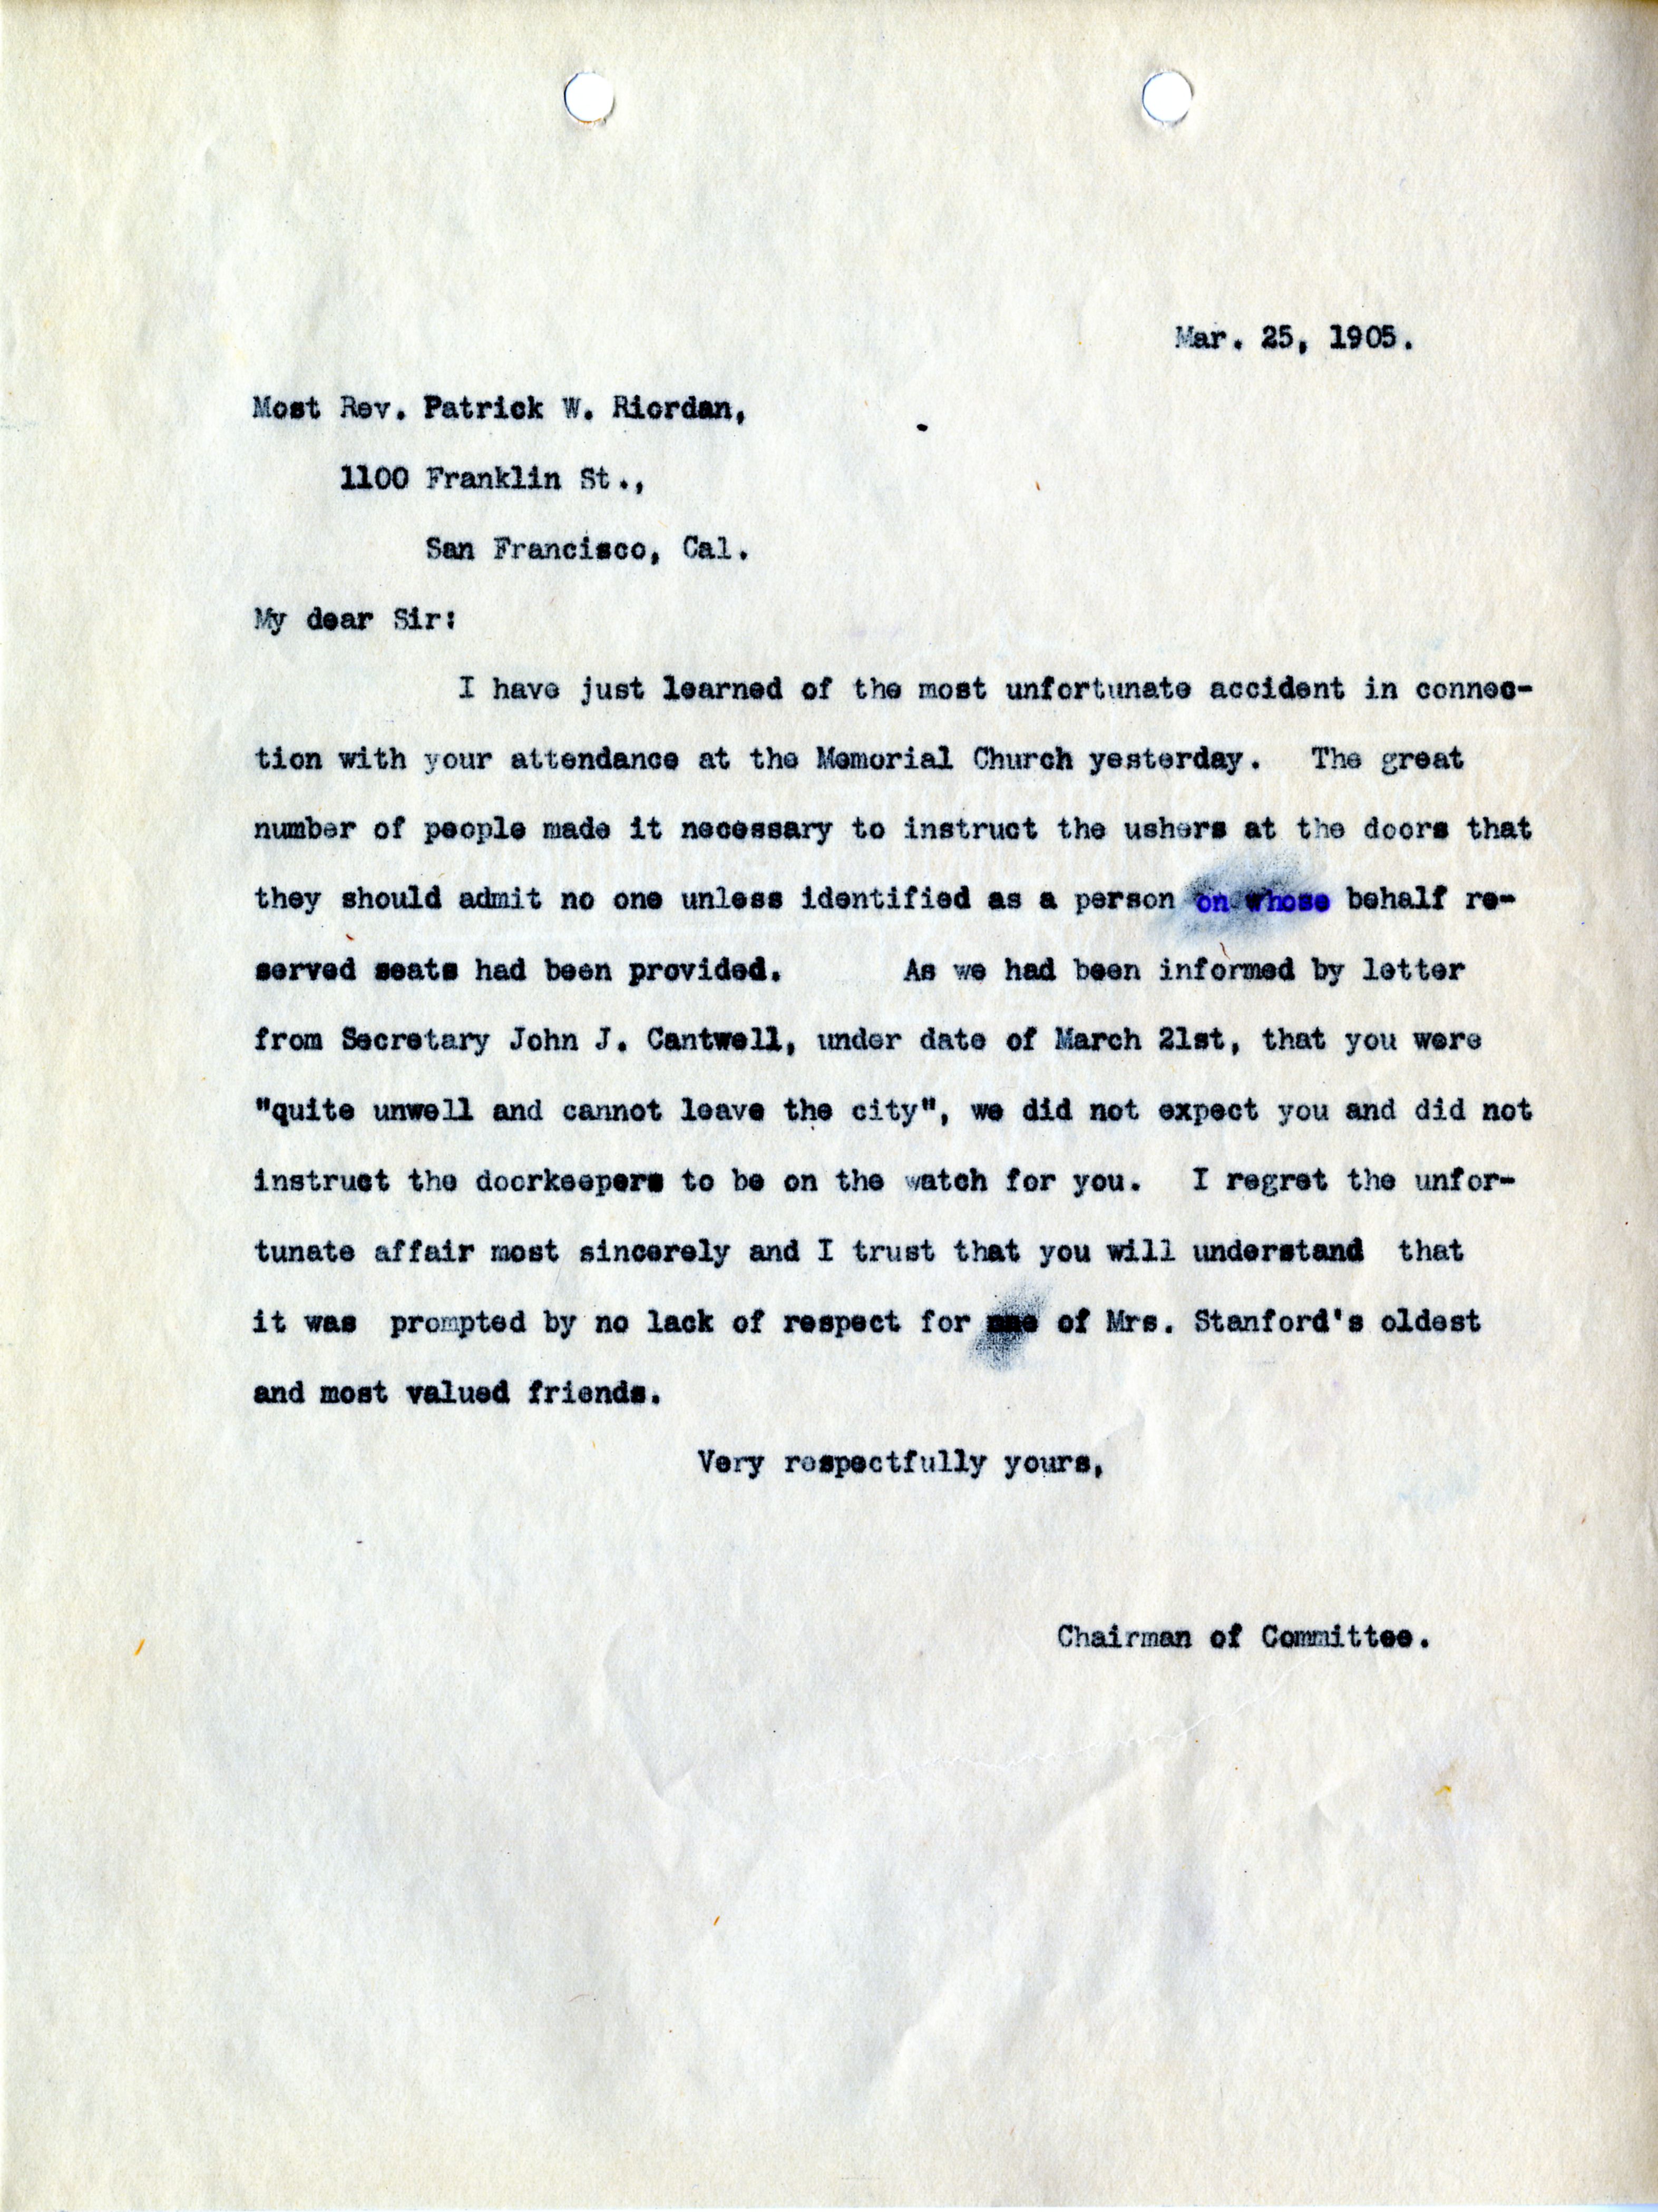 Mar. 25, 1905.
Most Rev. Patrick W. Riordan,
1100 Franklin St.,
San Francisco, Cal.
My dear Sir:
I have just learned of the most unfortunate accident in connec-
tion with your attendance at the Memorial Church yesterday. The great
number of people made it necessary to instruct the ushers at the doors that
they should admit no one unless identified as a person on whose behalf re-
served seats had been provided. As we had been informed by letter
from Secretary John J. Cantwell, under date of March 21st, that you were
"quite unwell and cannot leave the city", we did not expect you and did not
instruct the doorkeepers to be on the watch for you. I regret the unfor-
tunate affair most sincerely and I trust that you will understand that
it was prompted by no lack of respect for one of Mrs. Stanford's oldest
and most valued friends.
Very respectfully yours,
Chairman of Committee.